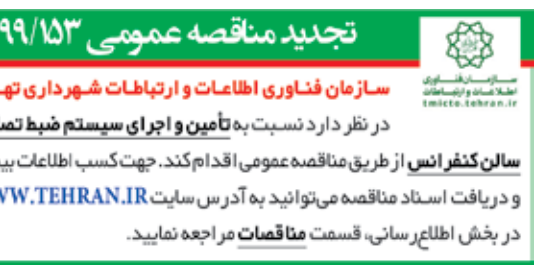 تجدید مناقصه عمومی ۹۹/۱۵۳
سازمان فناوری
اطلاعات و ارتباطات
tmicto.tehran.ir
سازمان فناوری اطلاعات و ارتباطات شهرداری
در نظر دارد نسبت به تأمین و اجرای سیستم ضبط
سالن کنفرانس از طریق مناقصه عمومی اقدام کند. جهت کسب اطلاعات
و دریافت اسناد مناقصه می‌توانید به آدرس سایت WW.TEHRAN.IR
در بخش اطلاع‌رسانی، قسمت مناقصات مراجعه نمایید.